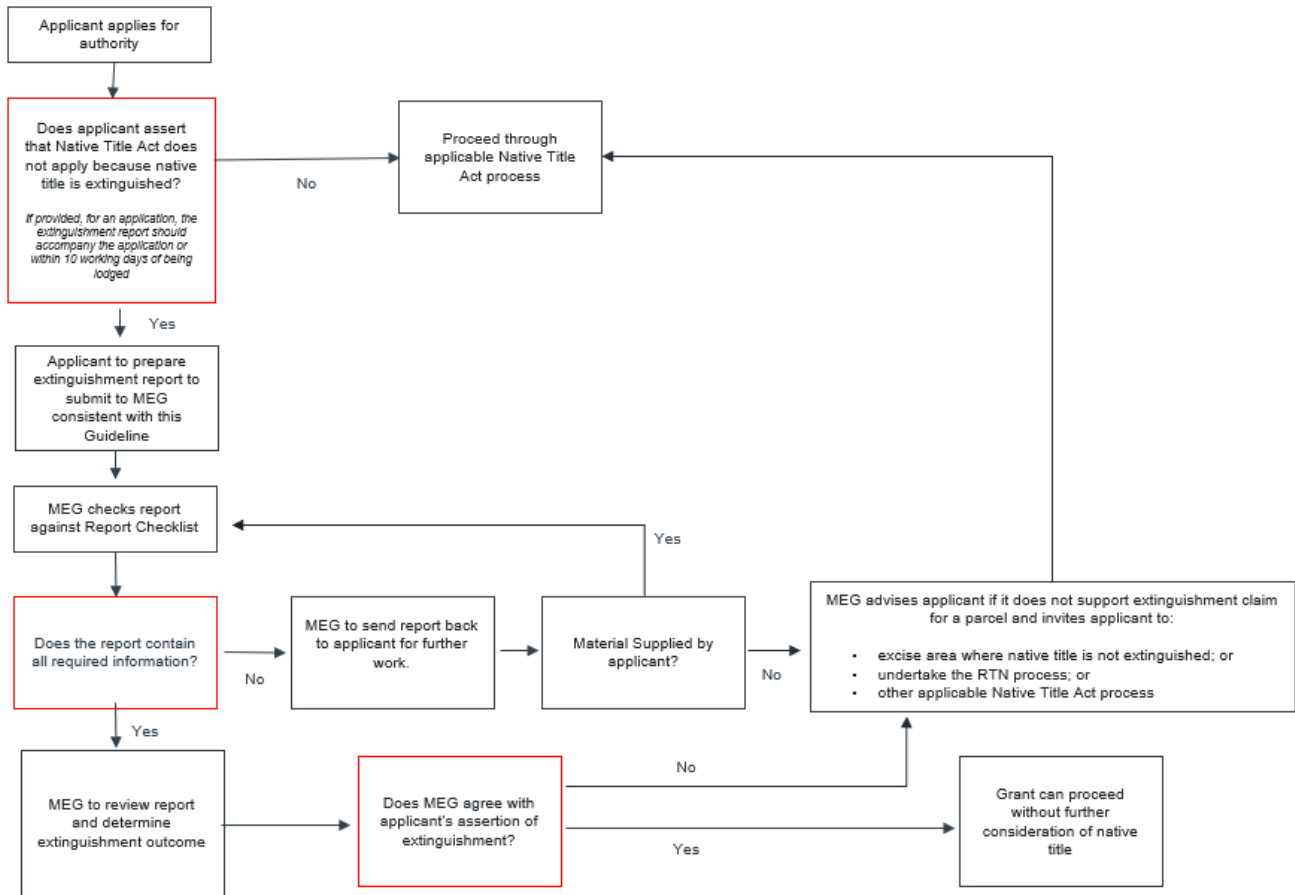 Applicant applies for
authority
Does applicant assert
that Native Title Act does
not apply because native
title is extinguished?
If provided, for an application, the
extinguishment report should
accompany the application or
within 10 working days of being
lodged
No
Proceed through
applicable Native Title
Act process
Yes
Applicant to prepare
extinguishment report to
submit to MEG
consistent with this
Guideline
MEG checks report
against Report Checklist
Yes
Does the report contain
all required information?
No
MEG to send report back
to applicant for further
work.
Material Supplied by
applicant?
No
MEG advises applicant if it does not support extinguishment claim
for a parcel and invites applicant to:
▪ excise area where native title is not extinguished; or
▪ undertake the RTN process; or
▪ other applicable Native Title Act process
Yes
MEG to review report
and determine
extinguishment outcome
Does MEG agree with
applicant's assertion of
extinguishment?
No
Yes
Grant can proceed
without further
consideration of native
title